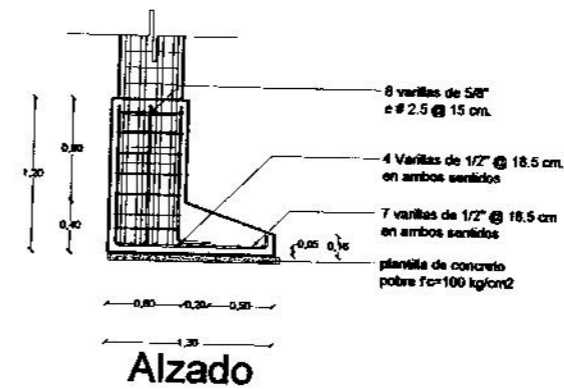 8 varillas de 5/8"
e # 2.5 @ 15 cm.
4 Varillas de 1/2" @ 18.5 cm.
en ambos sentidos
7 varillas de 1/2" @ 18.5 cm
en ambos sentidos
plantilla de concreto
pobre f'c=100 kg/cm2
1,20
0,80
0,40
0,05
0,60
0,20
0,50
1,30
Alzado